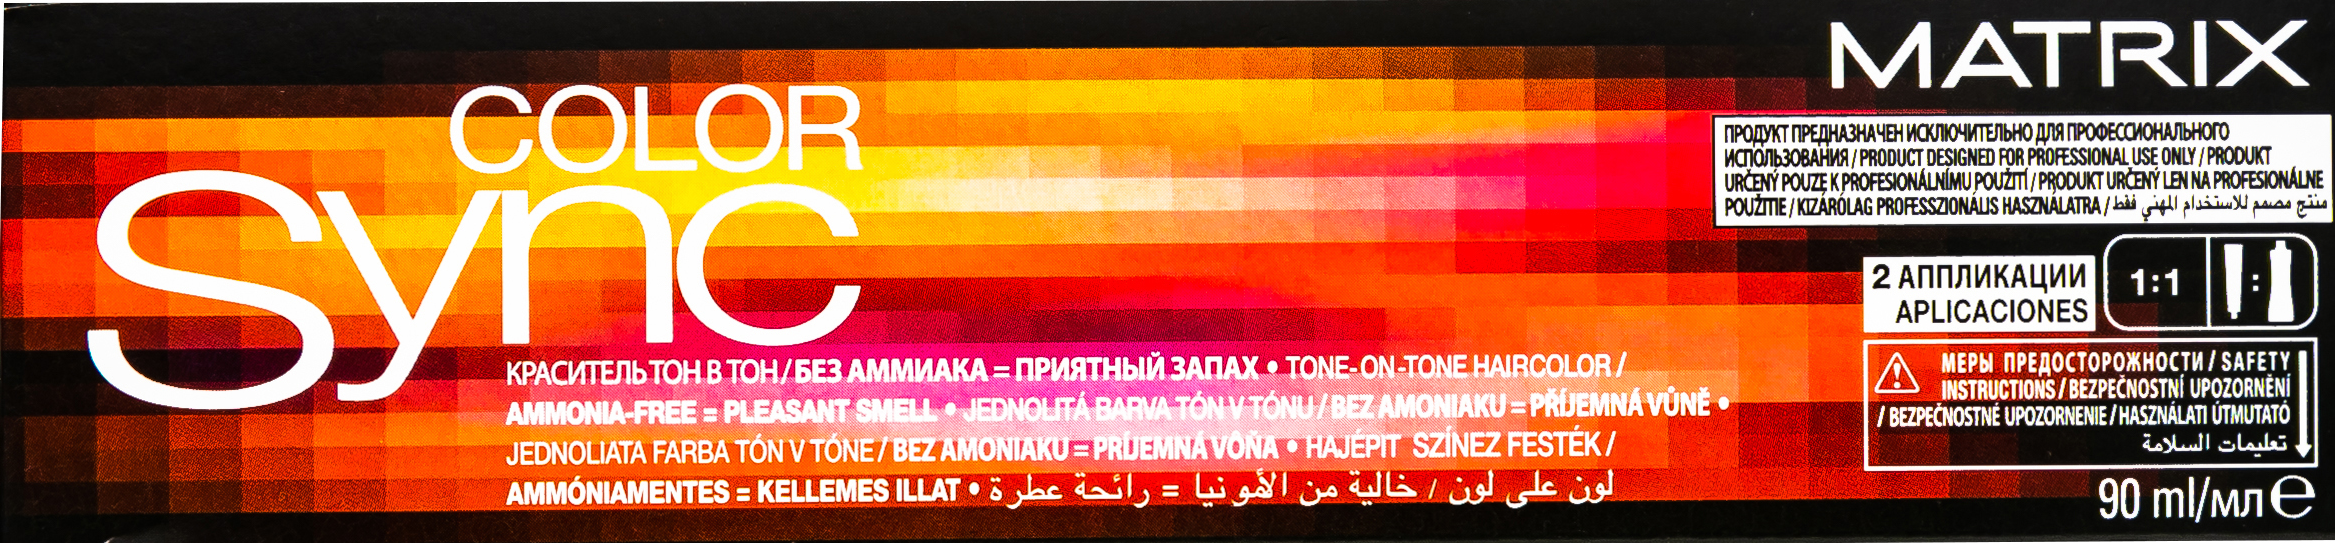 COLOR
Sync
КРАСИТЕЛЬ ТОН В ТОН / БЕЗ АММИАКА = ПРИЯТНЫЙ ЗАПАХ • TONE-ON-TONE HAIRCOLOR /
AMMONIA-FREE = PLEASANT SMELL • JEDNOLITÁ BARVA TÓN V TÓNU / BEZ AMONIAKU = PŘÍJEMNÁ VŮNĚ •
JEDNOLIATA FARBA TÓN V TÓNE / BEZ AMONIAKU = PRÍJEMNÁ VÔŇA • HAJÉPIT SZÍNEZ FESTÉK /
AMMÓNIAMENTES = KELLEMES ILLAT • لون على لون / خالية من الأمونيا = رائحة عطرة
MATRIX
ПРОДУКТ ПРЕДНАЗНАЧЕН ИСКЛЮЧИТЕЛЬНО ДЛЯ ПРОФЕССИОНАЛЬНОГО
ИСПОЛЬЗОВАНИЯ / PRODUCT DESIGNED FOR PROFESSIONAL USE ONLY / PRODUKT
URČENÝ POUZE K PROFESIONÁLNÍMU POUŽITÍ / PRODUKT URČENÝ LEN NA PROFESIONÁLNE
POUŽITIE / KIZÁRÓLAG PROFESSZIONÁLIS HASZNÁLATRA / منتج مصمم للاستخدام المهني فقط
2 АППЛИКАЦИИ
APLICACIONES
1:1 :
МЕРЫ ПРЕДОСТОРОЖНОСТИ / SAFETY
INSTRUCTIONS / BEZPEČNOSTNÍ UPOZORNĚNÍ
/ BEZPEČNOSTNÉ UPOZORNENIE / HASZNÁLATI ÚTMUTATÓ
تعليمات السلامة
90 ml/мл ℮